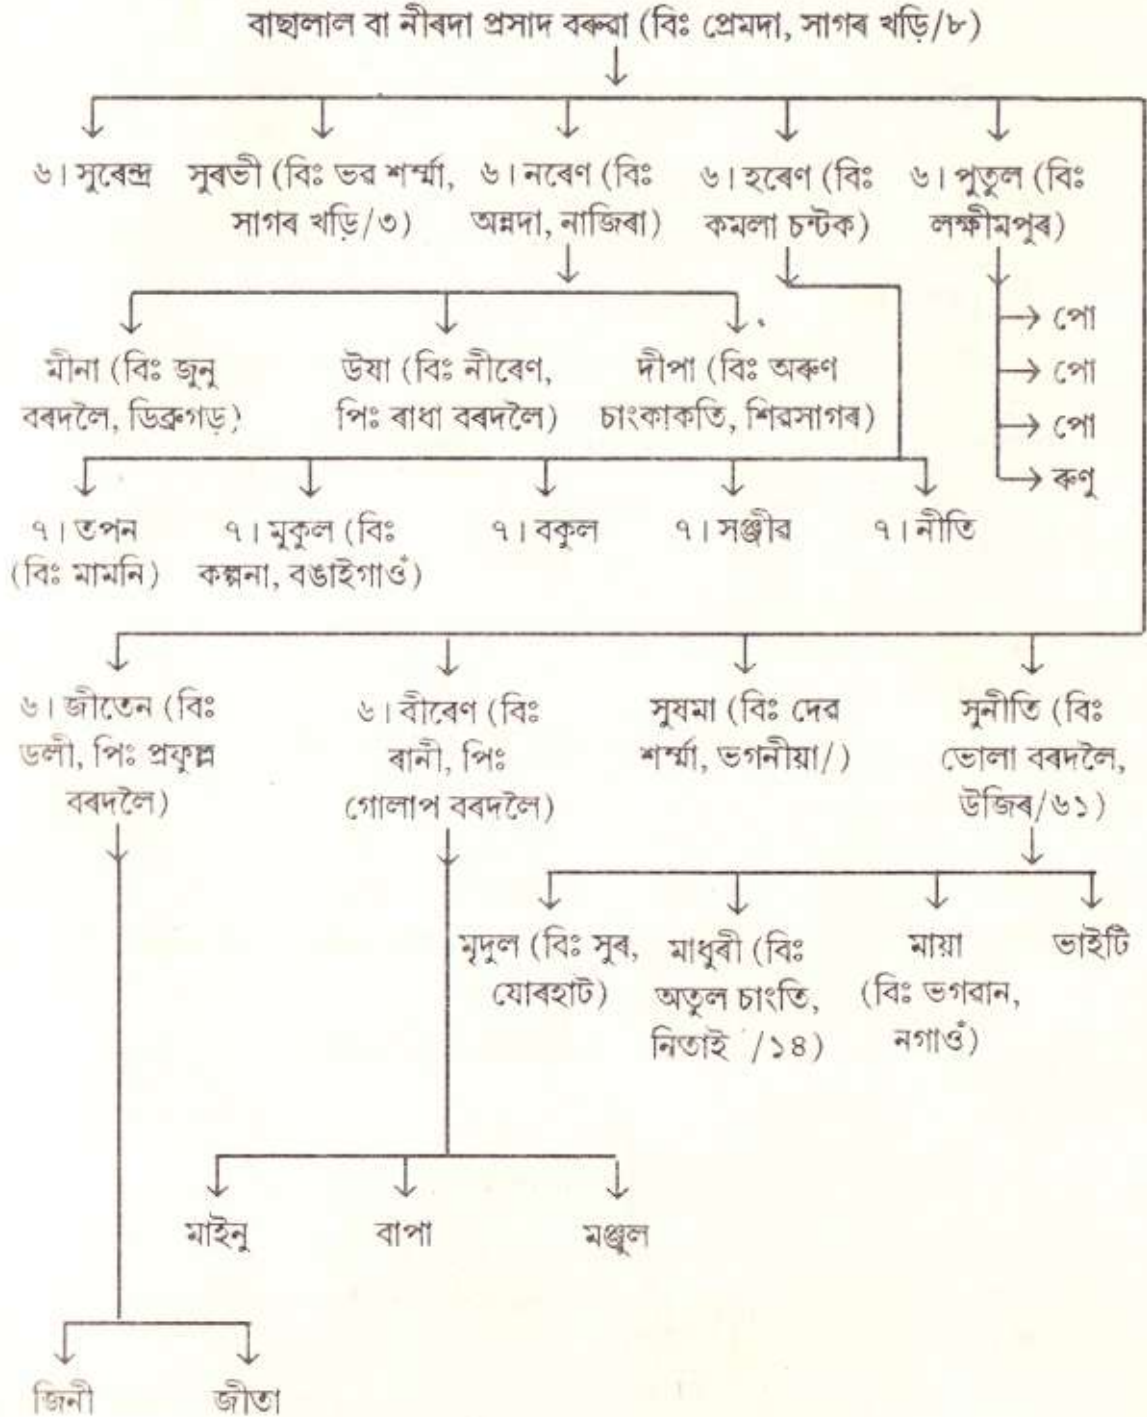 বাছালাল বা নীৰদা প্ৰসাদ বৰুৱা (বিঃ প্ৰেমদা, সাগৰ খড়ি/৮)
৬। সুৰেন্দ্ৰ সুৰভী (বিঃ ভৱ শৰ্ম্মা, ৬। নৰেণ (বিঃ ৬। হৰেণ (বিঃ ৬। পুতুল (বিঃ
সাগৰ খড়ি/৩) অন্নদা, নাজিৰা) কমলা চন্টক) লক্ষীমপুৰ)
পো
মীনা (বিঃ জুনু উষা (বিঃ নীৰেণ, দীপা (বিঃ অৰুণ পো
বৰদলৈ, ডিব্ৰুগড়) পিঃ ৰাধা বৰদলৈ) চাংকাকতি, শিৱসাগৰ) পো
ৰুণু
৭। তপন ৭। মুকুল (বিঃ ৭। বকুল ৭। সঞ্জীৱ ৭। নীতি
(বিঃ মামনি) কল্পনা, বঙাইগাওঁ)
৬। জীতেন (বিঃ ৬। বীৰেণ (বিঃ সুষমা (বিঃ দেৱ সুনীতি (বিঃ
ডলী, পিঃ প্ৰফুল্ল ৰানী, পিঃ শৰ্ম্মা, ভগনীয়া/) ভোলা বৰদলৈ,
বৰদলৈ) গোলাপ বৰদলৈ) উজিৰ/৬১)
মৃদুল (বিঃ সুৰ, মাধুৰী (বিঃ মায়া ভাইটি
যোৰহাট) অতুল চাংতি, (বিঃ ভগৱান,
নিতাই /১৪) নগাওঁ)
মাইনু বাপা মঞ্জুল
জিনী জীতা